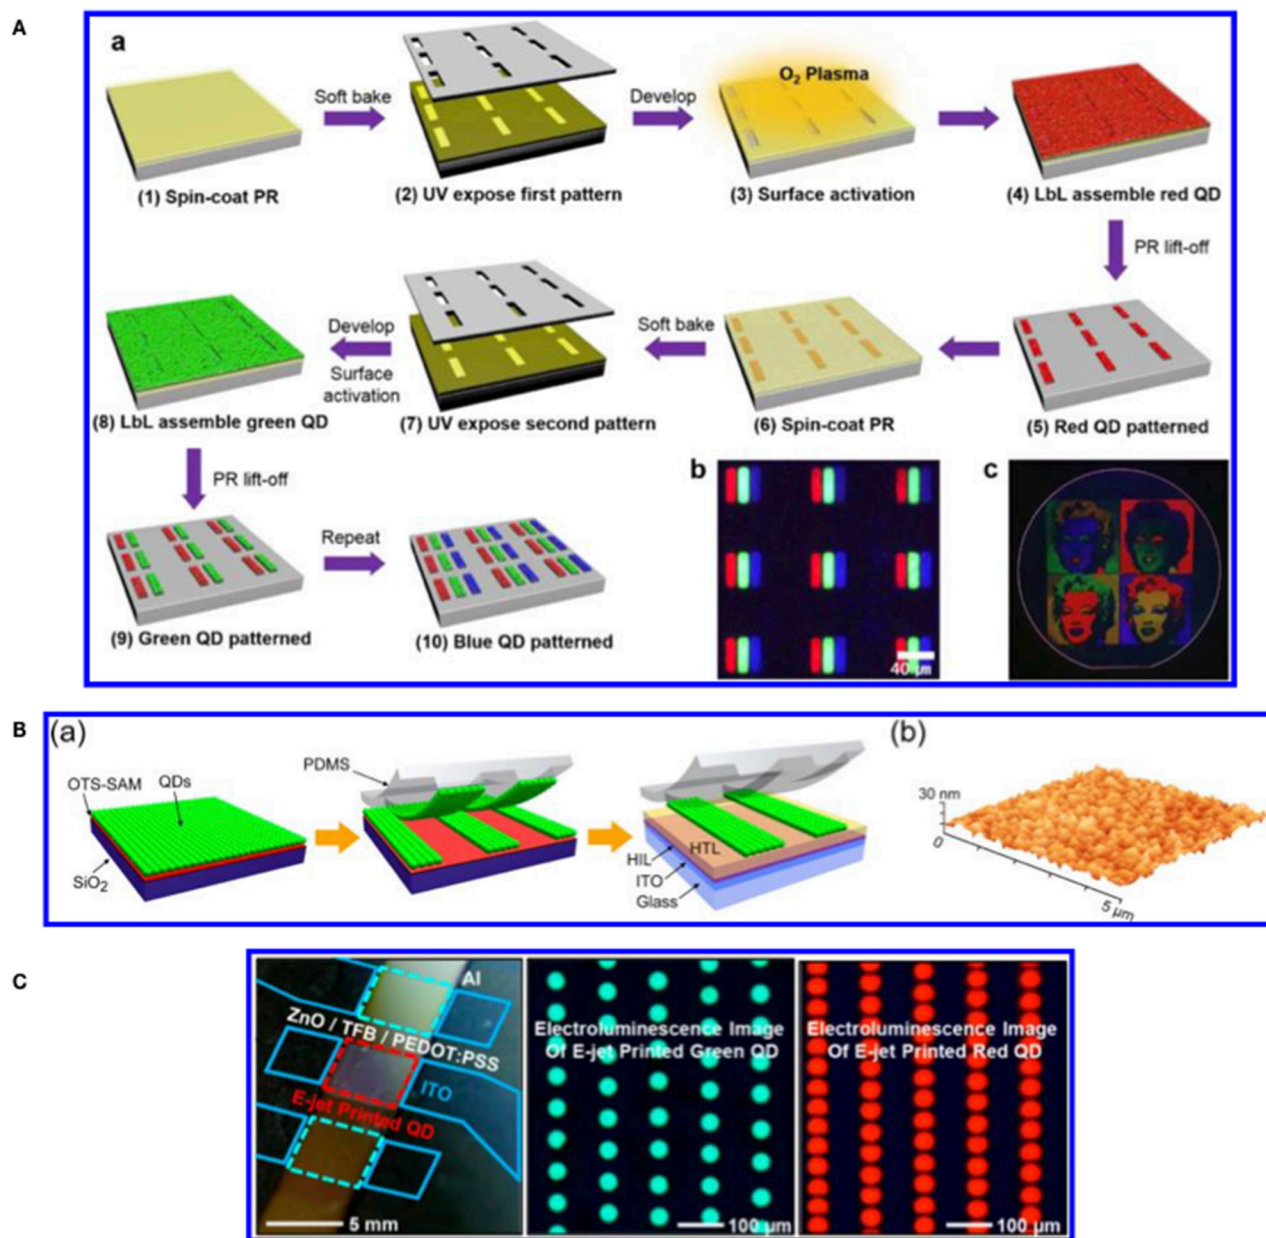 A
a
Soft bake
Develop
O₂ Plasma
(1) Spin-coat PR
(2) UV expose first pattern
(3) Surface activation
(4) LbL assemble red QD
PR lift-off
Develop
Surface
activation
Soft bake
(8) LbL assemble green QD
(7) UV expose second pattern
(6) Spin-coat PR
(5) Red QD patterned
PR lift-off
Repeat
(9) Green QD patterned
(10) Blue QD patterned
b
40 μm
c
B
(a)
OTS-SAM
QDs
SiO₂
PDMS
HTL
HIL
ITO
Glass
(b)
30 nm
0
5 μm
C
Al
ZnO / TFB / PEDOT:PSS
ITO
E-jet Printed QD
5 mm
Electroluminescence Image
Of E-jet Printed Green QD
100 μm
Electroluminescence Image
Of E-jet Printed Red QD
100 μm